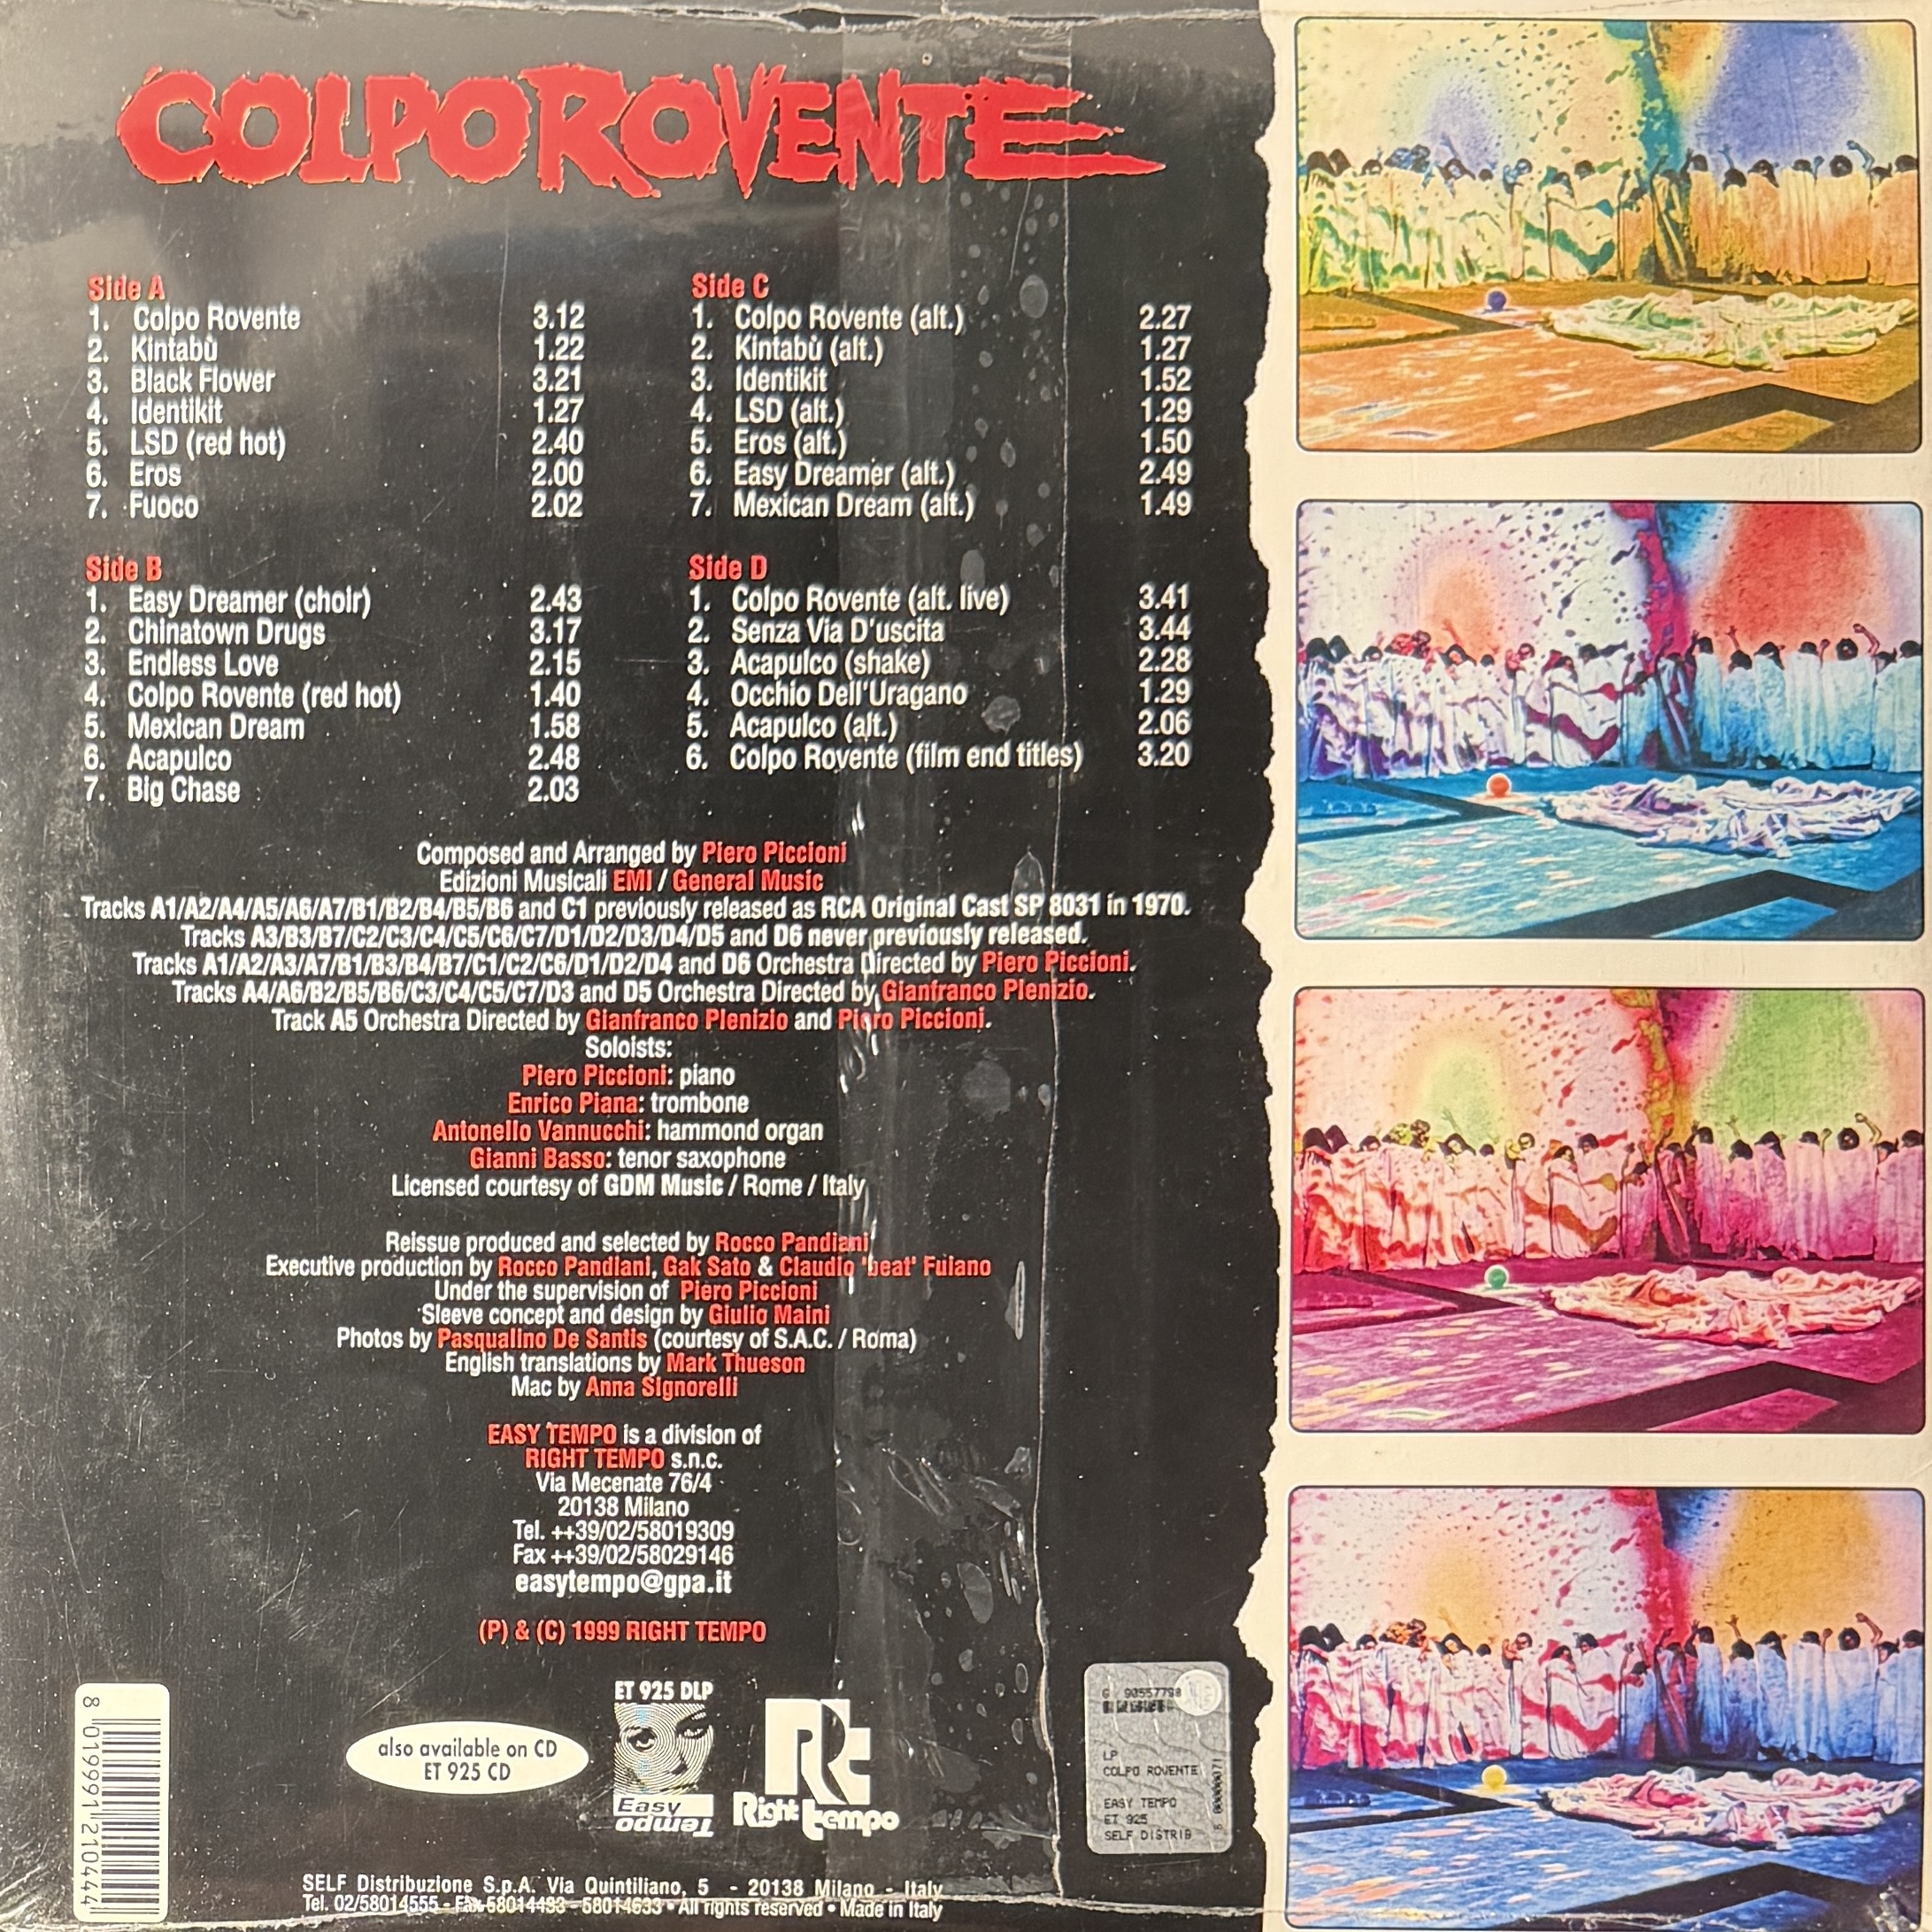 COLPO ROVENTE
Side A
1. Colpo Rovente 3.12
2. Kintabù 1.22
3. Black Flower 3.21
4. Identikit 1.27
5. LSD (red hot) 2.40
6. Eros 2.00
7. Fuoco 2.02
Side B
1. Easy Dreamer (choir) 2.43
2. Chinatown Drugs 3.17
3. Endless Love 2.15
4. Colpo Rovente (red hot) 1.40
5. Mexican Dream 1.58
6. Acapulco 2.48
7. Big Chase 2.03
Side C
1. Colpo Rovente (alt.) 2.27
2. Kintabù (alt.) 1.27
3. Identikit 1.52
4. LSD (alt.) 1.29
5. Eros (alt.) 1.50
6. Easy Dreamer (alt.) 2.49
7. Mexican Dream (alt.) 1.49
Side D
1. Colpo Rovente (alt. live) 3.41
2. Senza Via D'uscita 3.44
3. Acapulco (shake) 2.28
4. Occhio Dell'Uragano 1.29
5. Acapulco (alt.) 2.06
6. Colpo Rovente (film end titles) 3.20
Composed and Arranged by Piero Piccioni
Edizioni Musicali EMI / General Music
Tracks A1/A2/A4/A5/A6/A7/B1/B2/B4/B5/B6 and C1 previously released as RCA Original Cast SP 8031 in 1970.
Tracks A3/B3/B7/C2/C3/C4/C5/C6/C7/D1/D2/D3/D4/D5 and D6 never previously released.
Tracks A1/A2/A3/A7/B1/B3/B4/B7/C1/C2/C6/D1/D2/D4 and D6 Orchestra Directed by Piero Piccioni.
Tracks A4/A6/B2/B5/B6/C3/C4/C5/C7/D3 and D5 Orchestra Directed by Gianfranco Plenizio.
Track A5 Orchestra Directed by Gianfranco Plenizio and Piero Piccioni.
Soloists:
Piero Piccioni: piano
Enrico Piana: trombone
Antonello Vannucchi: hammond organ
Gianni Basso: tenor saxophone
Licensed courtesy of GDM Music / Rome / Italy
Reissue produced and selected by Rocco Pandiani
Executive production by Rocco Pandiani, Gak Sato & Claudio 'beat' Fuiano
Under the supervision of Piero Piccioni
Sleeve concept and design by Giulio Maini
Photos by Pasqualino De Santis (courtesy of S.A.C. / Roma)
English translations by Mark Thueson
Mac by Anna Signorelli
EASY TEMPO is a division of
RIGHT TEMPO s.n.c.
Via Mecenate 76/4
20138 Milano
Tel. ++39/02/58019309
Fax ++39/02/58029146
easytempo@gpa.it
(P) & (C) 1999 RIGHT TEMPO
8 019991 210444
also available on CD
ET 925 CD
ET 925 DLP
Easy
Tempo
Rt
Right tempo
G 90557798
LP
COLPO ROVENTE
EASY TEMPO
ET 925
SELF DISTRIB
SELF Distribuzione S.p.A. Via Quintiliano, 5 - 20138 Milano - Italy
Tel. 02/58014555 - Fax 58014493 - 58014633 • All rights reserved • Made in Italy